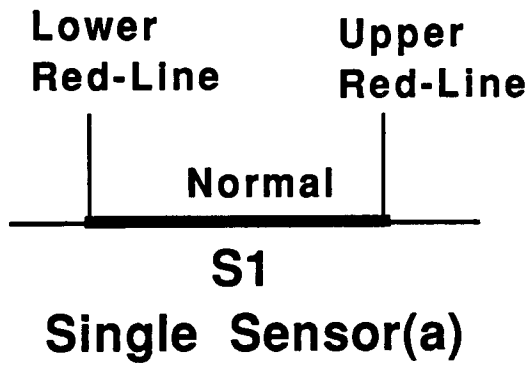 Lower
Red-Line
Upper
Red-Line
Normal
S1
Single Sensor(a)